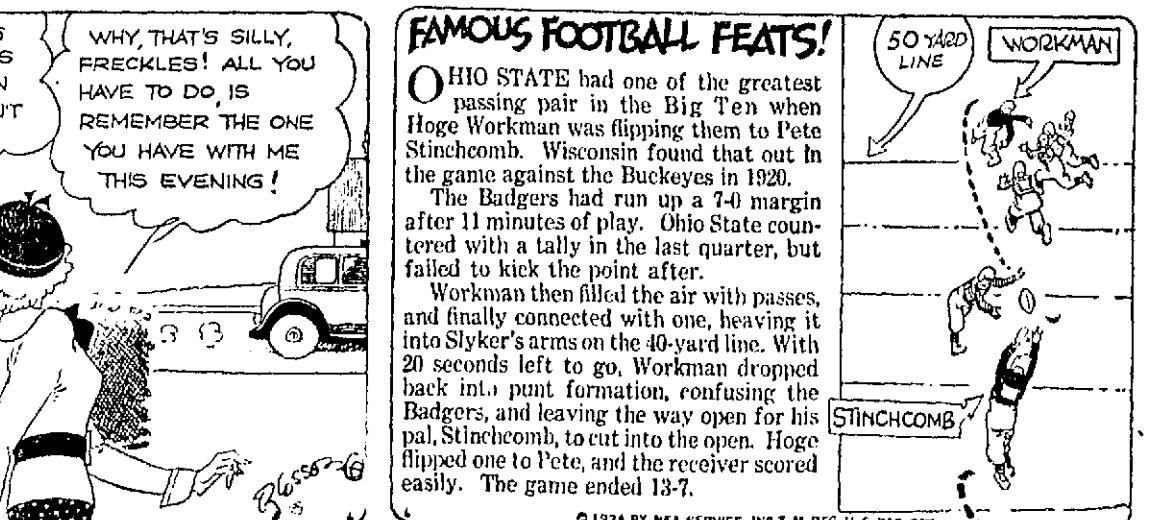 S
S
N
'T
WHY, THAT'S SILLY,
FRECKLES! ALL YOU
HAVE TO DO, IS
REMEMBER THE ONE
YOU HAVE WITH ME
THIS EVENING!
Blosser
FAMOUS FOOTBALL FEATS!
OHIO STATE had one of the greatest
passing pair in the Big Ten when
Hoge Workman was flipping them to Pete
Stinchcomb. Wisconsin found that out in
the game against the Buckeyes in 1920.
The Badgers had run up a 7-0 margin
after 11 minutes of play. Ohio State coun-
tered with a tally in the last quarter, but
failed to kick the point after.
Workman then filled the air with passes,
and finally connected with one, heaving it
into Slyker's arms on the 40-yard line. With
20 seconds left to go, Workman dropped
back into punt formation, confusing the
Badgers, and leaving the way open for his
pal, Stinchcomb, to cut into the open. Hoge
flipped one to Pete, and the receiver scored
easily. The game ended 13-7.
50 YARD
LINE
WORKMAN
STINCHCOMB
BY NEA SERVICE, INC.